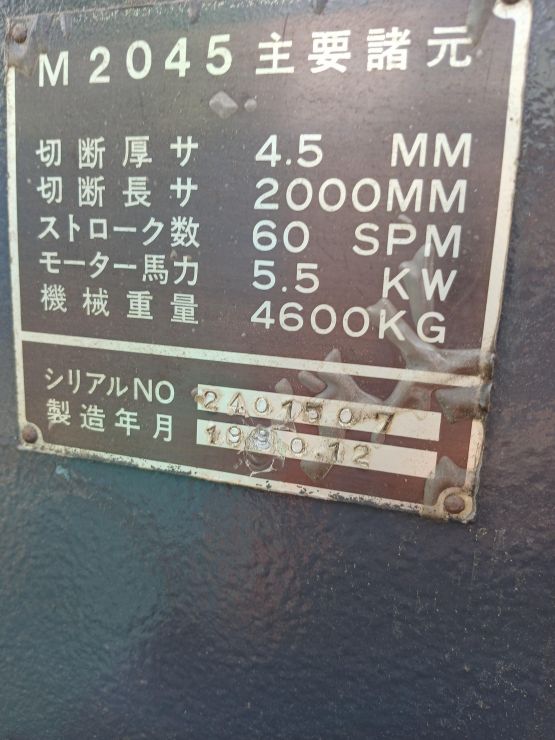 M2045 主要諸元
切断厚サ 4.5 MM
切断長サ 2000MM
ストローク数 60 SPM
モーター馬力 5.5 KW
機械重量 4600KG
シリアルNO 2401507
製造年月 1990.12